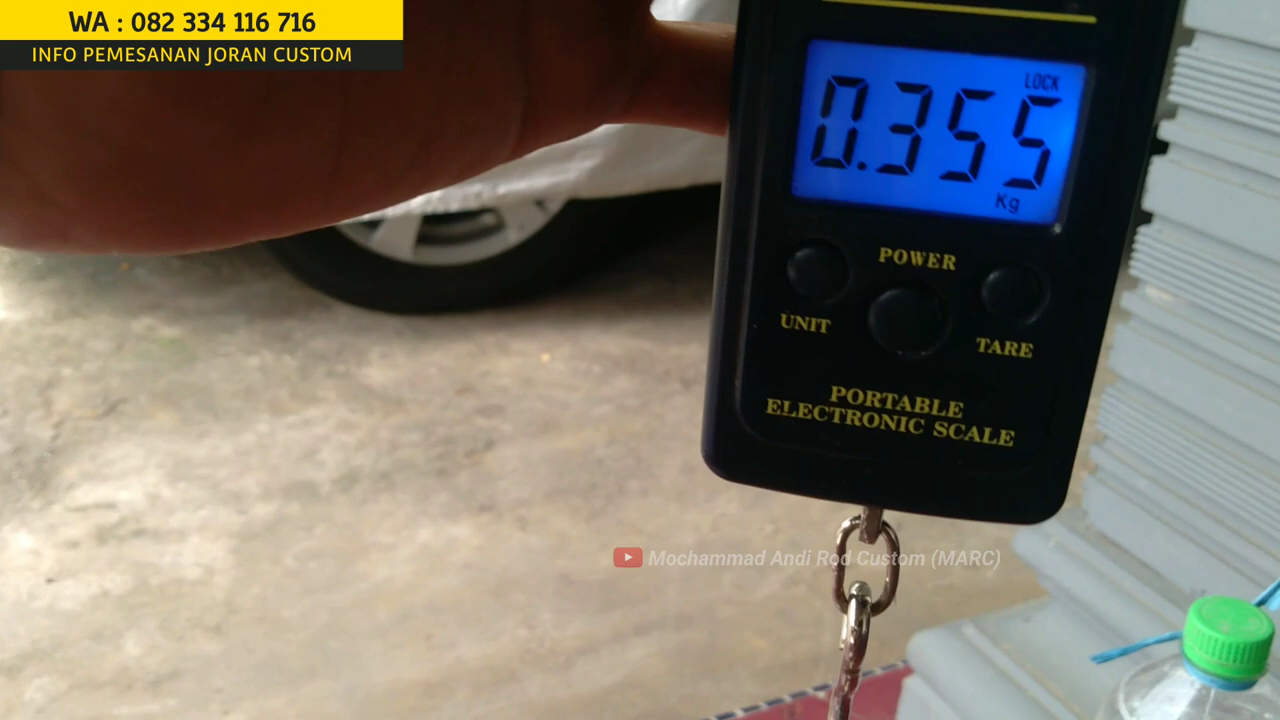 WA : 082 334 116 716
INFO PEMESANAN JORAN CUSTOM
LOCK
0.355
Kg
POWER
UNIT
TARE
PORTABLE
ELECTRONIC SCALE
Mochammad Andi Rod Custom (MARC)